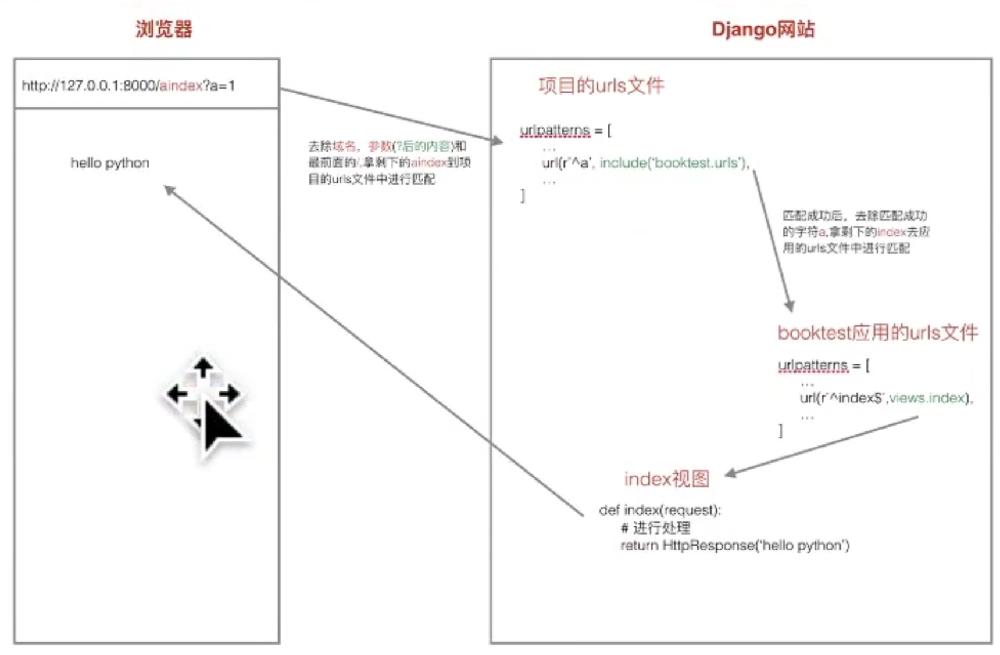 浏览器
Django网站
http://127.0.0.1:8000/aindex?a=1
hello python
去除域名，参数(?后的内容)和
最前面的/,拿剩下的aindex到项
目的urls文件中进行匹配
项目的urls文件
urlpatterns = [
...
url(r'^a', include('booktest.urls'),
...
]
匹配成功后，去除匹配成功
的字符a,拿剩下的index去应
用的urls文件中进行匹配
booktest应用的urls文件
urlpatterns = [
...
url(r'^index$',views.index),
...
]
index视图
def index(request):
# 进行处理
return HttpResponse('hello python')